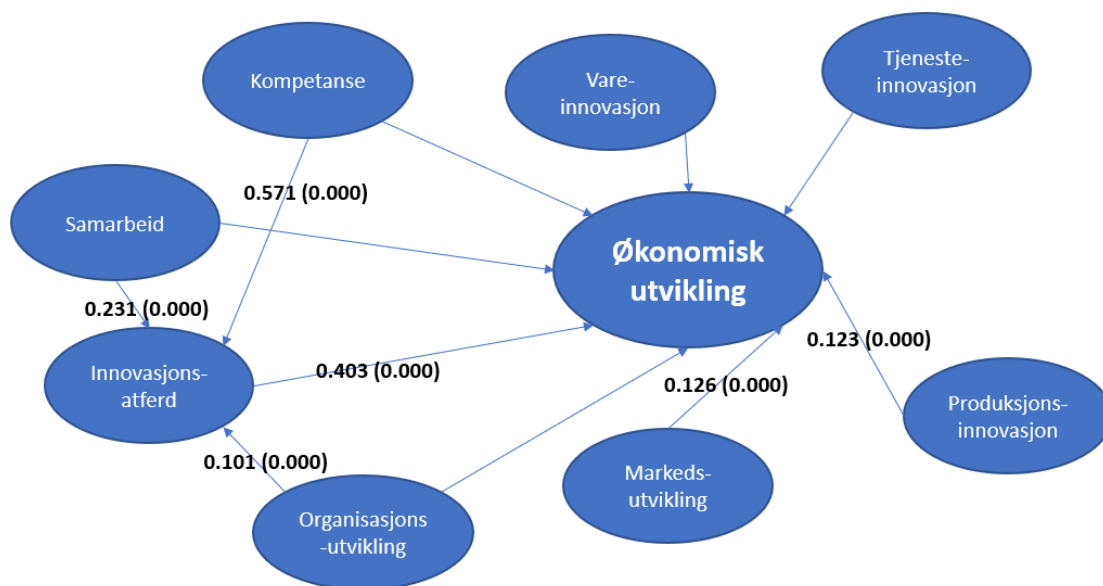 Kompetanse
Vare-
innovasjon
Tjeneste-
innovasjon
0.571 (0.000)
Samarbeid
Økonomisk
utvikling
0.231 (0.000)
Innovasjons-
atferd
0.403 (0.000)
0.123 (0.000)
0.126 (0.000)
Produksjons-
innovasjon
0.101 (0.000)
Markeds-
utvikling
Organisasjons
-utvikling